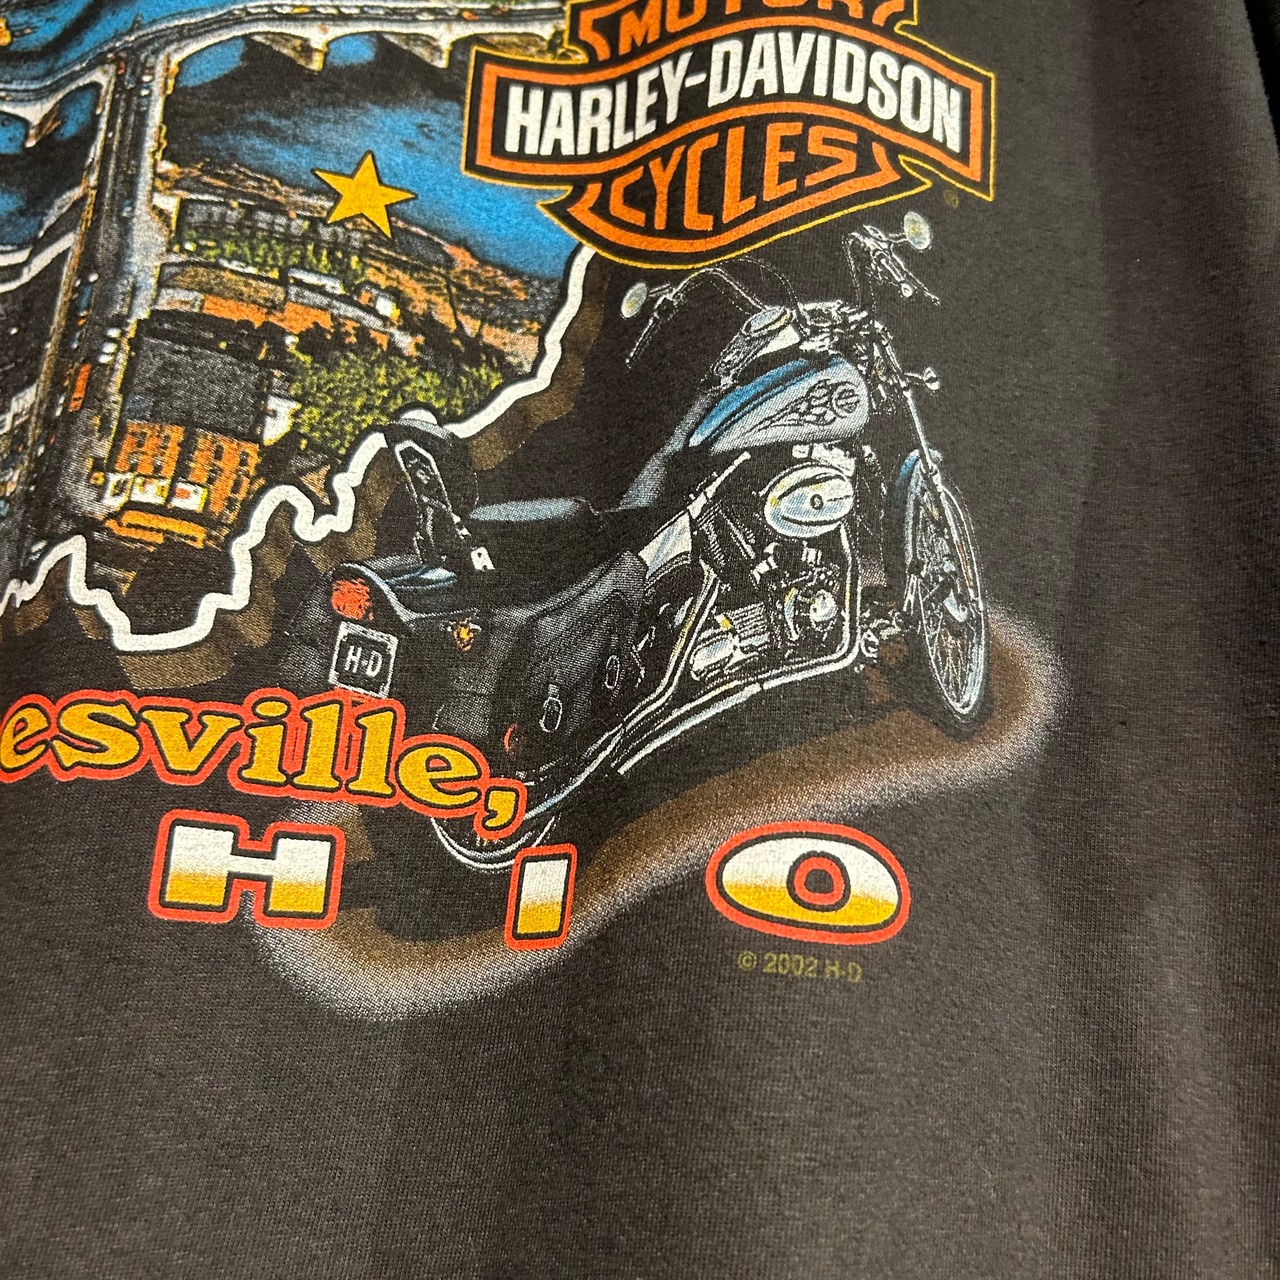 MOTOR
HARLEY-DAVIDSON
CYCLES
®
H-D
esville,
H I O
© 2002 H-D